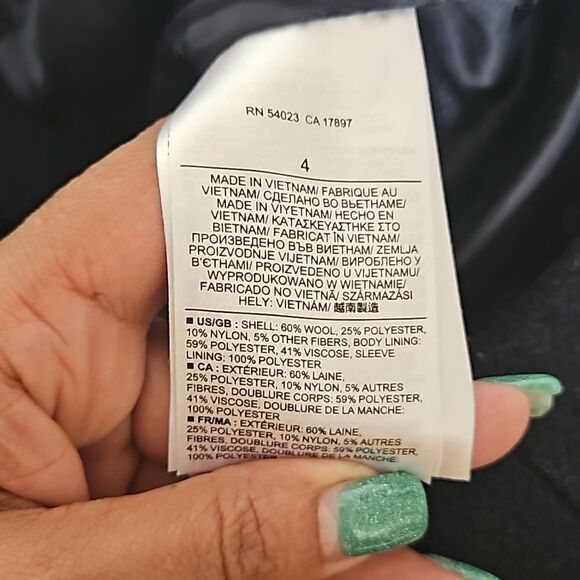 RN 54023 CA 17897
4
MADE IN VIETNAM/ FABRIQUE AU
VIETNAM/ СДЕЛАНО ВО ВЬЕТНАМЕ/
MADE IN VIYETNAM/ HECHO EN
VIETNAM/ ΚΑΤΑΣΚΕΥΑΣΤΗΚΕ ΣΤΟ
ΒΙΕΤΝΑΜ/ FABRICAT ÎN VIETNAM/
ПРОИЗВЕДЕНО ВЪВ ВИЕТНАМ/ ZEMLJA
PROIZVODNJE VIJETNAM/ ВИРОБЛЕНО У
В'ЄТНАМІ/ PROIZVEDENO U VIJETNAMU/
WYPRODUKOWANO W WIETNAMIE/
FABRICADO NO VIETNÃ/ SZÁRMAZÁSI
HELY: VIETNÁM/ 越南製造
■ US/GB : SHELL: 60% WOOL, 25% POLYESTER,
10% NYLON, 5% OTHER FIBERS, BODY LINING:
59% POLYESTER, 41% VISCOSE, SLEEVE
LINING: 100% POLYESTER
■ CA : EXTÉRIEUR: 60% LAINE,
25% POLYESTER, 10% NYLON, 5% AUTRES
FIBRES, DOUBLURE CORPS: 59% POLYESTER,
41% VISCOSE, DOUBLURE DE LA MANCHE:
100% POLYESTER
■ FR/MA : EXTÉRIEUR: 60% LAINE,
25% POLYESTER, 10% NYLON, 5% AUTRES
FIBRES, DOUBLURE CORPS: 59% POLYESTER,
41% VISCOSE, DOUBLURE DE LA MANCHE:
100% POLYESTER